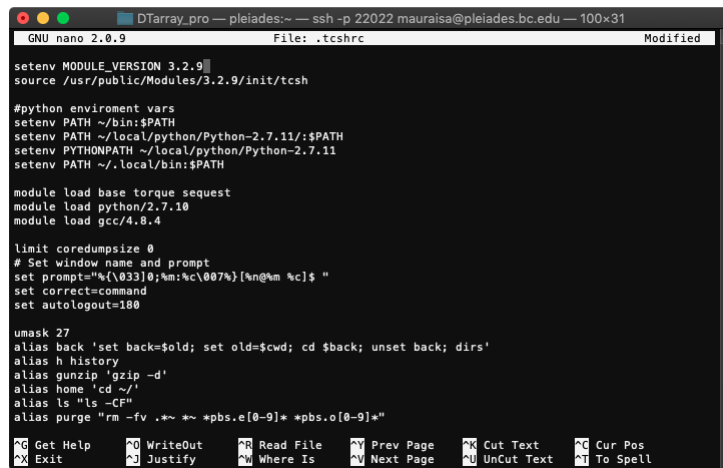 DTarray_pro — pleiades:~ — ssh -p 22022 mauraisa@pleiades.bc.edu — 100×31
GNU nano 2.0.9 File: .tcshrc Modified
setenv MODULE_VERSION 3.2.9
source /usr/public/Modules/3.2.9/init/tcsh
#python enviroment vars
setenv PATH ~/bin:$PATH
setenv PATH ~/local/python/Python-2.7.11/:$PATH
setenv PYTHONPATH ~/local/python/Python-2.7.11
setenv PATH ~/.local/bin:$PATH
module load base torque sequest
module load python/2.7.10
module load gcc/4.8.4
limit coredumpsize 0
# Set window name and prompt
set prompt="%{\033]0;%m:%c\007%}[%n@%m %c]$ "
set correct=command
set autologout=180
umask 27
alias back 'set back=$old; set old=$cwd; cd $back; unset back; dirs'
alias h history
alias gunzip 'gzip -d'
alias home 'cd ~/'
alias ls "ls -CF"
alias purge "rm -fv .*~ *~ *pbs.e[0-9]* *pbs.o[0-9]*"
^G Get Help ^O WriteOut ^R Read File ^Y Prev Page ^K Cut Text ^C Cur Pos
^X Exit ^J Justify ^W Where Is ^V Next Page ^U UnCut Text ^T To Spell